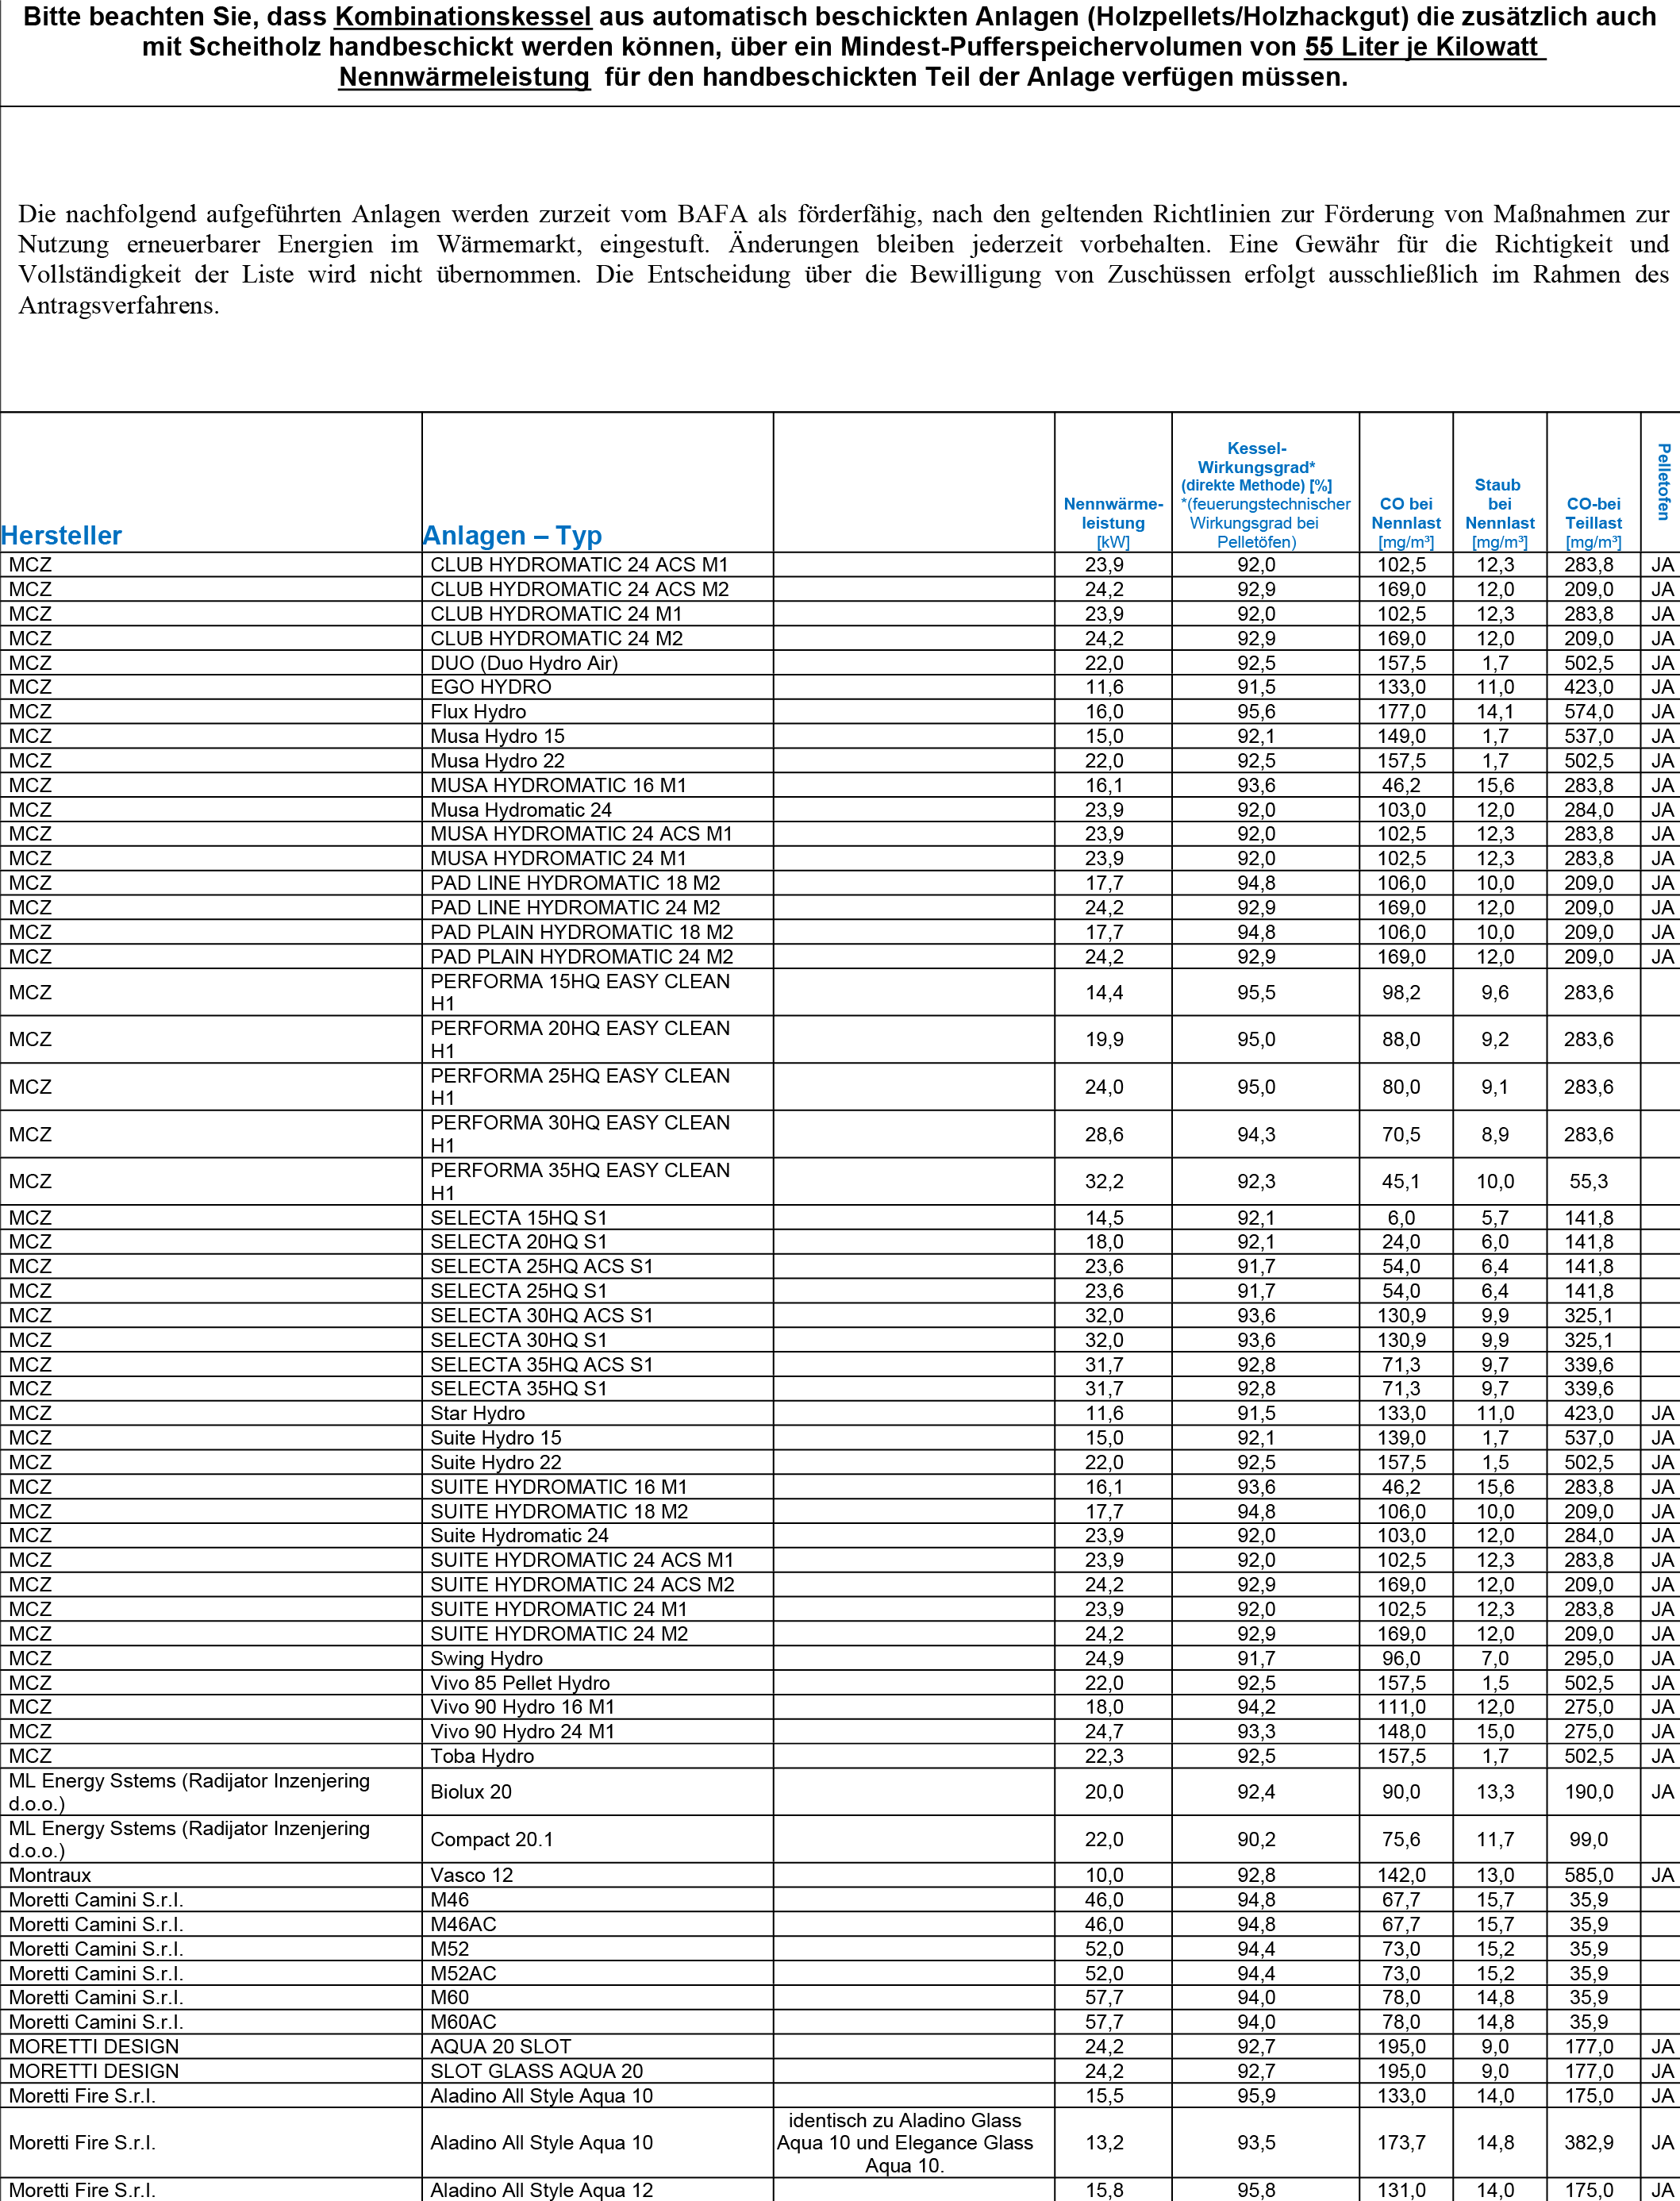 Bitte beachten Sie, dass Kombinationskessel aus automatisch beschickten Anlagen (Holzpellets/Holzhackgut) die zusätzlich auch
mit Scheitholz handbeschickt werden können, über ein Mindest-Pufferspeichervolumen von 55 Liter je Kilowatt
Nennwärmeleistung für den handbeschickten Teil der Anlage verfügen müssen.
Die nachfolgend aufgeführten Anlagen werden zurzeit vom BAFA als förderfähig, nach den geltenden Richtlinien zur Förderung von Maßnahmen zur
Nutzung erneuerbarer Energien im Wärmemarkt, eingestuft. Änderungen bleiben jederzeit vorbehalten. Eine Gewähr für die Richtigkeit und
Vollständigkeit der Liste wird nicht übernommen. Die Entscheidung über die Bewilligung von Zuschüssen erfolgt ausschließlich im Rahmen des
Antragsverfahrens.
Hersteller
Anlagen – Typ
Nennwärme-
leistung
[kW]
Kessel-
Wirkungsgrad*
(direkte Methode) [%]
*(feuerungstechnischer
Wirkungsgrad bei
Pelletöfen)
CO bei
Nennlast
[mg/m³]
Staub
bei
Nennlast
[mg/m³]
CO-bei
Teillast
[mg/m³]
Pelletofen
MCZ CLUB HYDROMATIC 24 ACS M1 23,9 92,0 102,5 12,3 283,8 JA
MCZ CLUB HYDROMATIC 24 ACS M2 24,2 92,9 169,0 12,0 209,0 JA
MCZ CLUB HYDROMATIC 24 M1 23,9 92,0 102,5 12,3 283,8 JA
MCZ CLUB HYDROMATIC 24 M2 24,2 92,9 169,0 12,0 209,0 JA
MCZ DUO (Duo Hydro Air) 22,0 92,5 157,5 1,7 502,5 JA
MCZ EGO HYDRO 11,6 91,5 133,0 11,0 423,0 JA
MCZ Flux Hydro 16,0 95,6 177,0 14,1 574,0 JA
MCZ Musa Hydro 15 15,0 92,1 149,0 1,7 537,0 JA
MCZ Musa Hydro 22 22,0 92,5 157,5 1,7 502,5 JA
MCZ MUSA HYDROMATIC 16 M1 16,1 93,6 46,2 15,6 283,8 JA
MCZ Musa Hydromatic 24 23,9 92,0 103,0 12,0 284,0 JA
MCZ MUSA HYDROMATIC 24 ACS M1 23,9 92,0 102,5 12,3 283,8 JA
MCZ MUSA HYDROMATIC 24 M1 23,9 92,0 102,5 12,3 283,8 JA
MCZ PAD LINE HYDROMATIC 18 M2 17,7 94,8 106,0 10,0 209,0 JA
MCZ PAD LINE HYDROMATIC 24 M2 24,2 92,9 169,0 12,0 209,0 JA
MCZ PAD PLAIN HYDROMATIC 18 M2 17,7 94,8 106,0 10,0 209,0 JA
MCZ PAD PLAIN HYDROMATIC 24 M2 24,2 92,9 169,0 12,0 209,0 JA
MCZ PERFORMA 15HQ EASY CLEAN
H1 14,4 95,5 98,2 9,6 283,6
MCZ PERFORMA 20HQ EASY CLEAN
H1 19,9 95,0 88,0 9,2 283,6
MCZ PERFORMA 25HQ EASY CLEAN
H1 24,0 95,0 80,0 9,1 283,6
MCZ PERFORMA 30HQ EASY CLEAN
H1 28,6 94,3 70,5 8,9 283,6
MCZ PERFORMA 35HQ EASY CLEAN
H1 32,2 92,3 45,1 10,0 55,3
MCZ SELECTA 15HQ S1 14,5 92,1 6,0 5,7 141,8
MCZ SELECTA 20HQ S1 18,0 92,1 24,0 6,0 141,8
MCZ SELECTA 25HQ ACS S1 23,6 91,7 54,0 6,4 141,8
MCZ SELECTA 25HQ S1 23,6 91,7 54,0 6,4 141,8
MCZ SELECTA 30HQ ACS S1 32,0 93,6 130,9 9,9 325,1
MCZ SELECTA 30HQ S1 32,0 93,6 130,9 9,9 325,1
MCZ SELECTA 35HQ ACS S1 31,7 92,8 71,3 9,7 339,6
MCZ SELECTA 35HQ S1 31,7 92,8 71,3 9,7 339,6
MCZ Star Hydro 11,6 91,5 133,0 11,0 423,0 JA
MCZ Suite Hydro 15 15,0 92,1 139,0 1,7 537,0 JA
MCZ Suite Hydro 22 22,0 92,5 157,5 1,5 502,5 JA
MCZ SUITE HYDROMATIC 16 M1 16,1 93,6 46,2 15,6 283,8 JA
MCZ SUITE HYDROMATIC 18 M2 17,7 94,8 106,0 10,0 209,0 JA
MCZ Suite Hydromatic 24 23,9 92,0 103,0 12,0 284,0 JA
MCZ SUITE HYDROMATIC 24 ACS M1 23,9 92,0 102,5 12,3 283,8 JA
MCZ SUITE HYDROMATIC 24 ACS M2 24,2 92,9 169,0 12,0 209,0 JA
MCZ SUITE HYDROMATIC 24 M1 23,9 92,0 102,5 12,3 283,8 JA
MCZ SUITE HYDROMATIC 24 M2 24,2 92,9 169,0 12,0 209,0 JA
MCZ Swing Hydro 24,9 91,7 96,0 7,0 295,0 JA
MCZ Vivo 85 Pellet Hydro 22,0 92,5 157,5 1,5 502,5 JA
MCZ Vivo 90 Hydro 16 M1 18,0 94,2 111,0 12,0 275,0 JA
MCZ Vivo 90 Hydro 24 M1 24,7 93,3 148,0 15,0 275,0 JA
MCZ Toba Hydro 22,3 92,5 157,5 1,7 502,5 JA
ML Energy Sstems (Radijator Inzenjering
d.o.o.) Biolux 20 20,0 92,4 90,0 13,3 190,0 JA
ML Energy Sstems (Radijator Inzenjering
d.o.o.) Compact 20.1 22,0 90,2 75,6 11,7 99,0
Montraux Vasco 12 10,0 92,8 142,0 13,0 585,0 JA
Moretti Camini S.r.l. M46 46,0 94,8 67,7 15,7 35,9
Moretti Camini S.r.l. M46AC 46,0 94,8 67,7 15,7 35,9
Moretti Camini S.r.l. M52 52,0 94,4 73,0 15,2 35,9
Moretti Camini S.r.l. M52AC 52,0 94,4 73,0 15,2 35,9
Moretti Camini S.r.l. M60 57,7 94,0 78,0 14,8 35,9
Moretti Camini S.r.l. M60AC 57,7 94,0 78,0 14,8 35,9
MORETTI DESIGN AQUA 20 SLOT 24,2 92,7 195,0 9,0 177,0 JA
MORETTI DESIGN SLOT GLASS AQUA 20 24,2 92,7 195,0 9,0 177,0 JA
Moretti Fire S.r.l. Aladino All Style Aqua 10 15,5 95,9 133,0 14,0 175,0 JA
identisch zu Aladino Glass
Moretti Fire S.r.l. Aladino All Style Aqua 10 Aqua 10 und Elegance Glass 13,2 93,5 173,7 14,8 382,9 JA
Aqua 10.
Moretti Fire S.r.l. Aladino All Style Aqua 12 15,8 95,8 131,0 14,0 175,0 JA